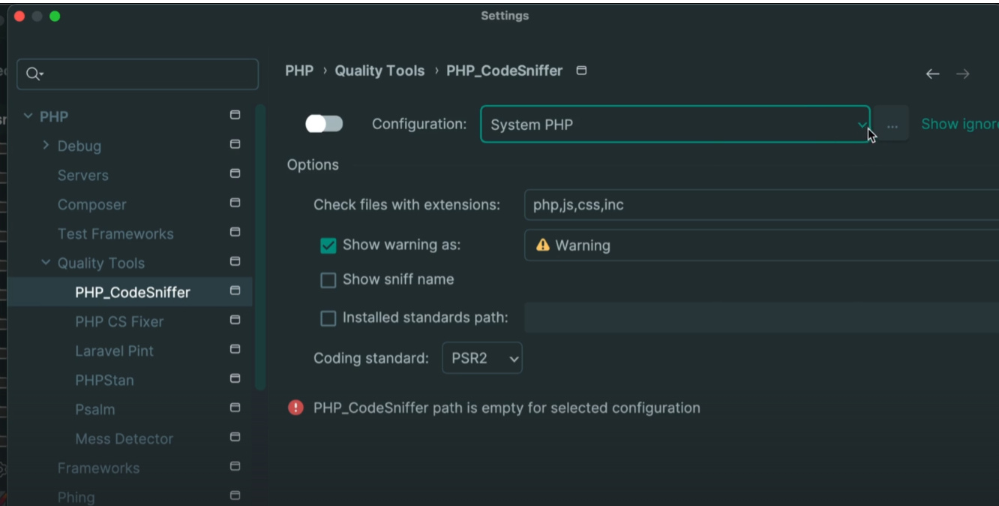 Settings
PHP › Quality Tools › PHP_CodeSniffer
PHP
Debug
Servers
Composer
Test Frameworks
Quality Tools
PHP_CodeSniffer
PHP CS Fixer
Laravel Pint
PHPStan
Psalm
Mess Detector
Frameworks
Phing
Configuration: System PHP ... Show ignor
Options
Check files with extensions: php,js,css,inc
Show warning as: Warning
Show sniff name
Installed standards path:
Coding standard: PSR2
PHP_CodeSniffer path is empty for selected configuration